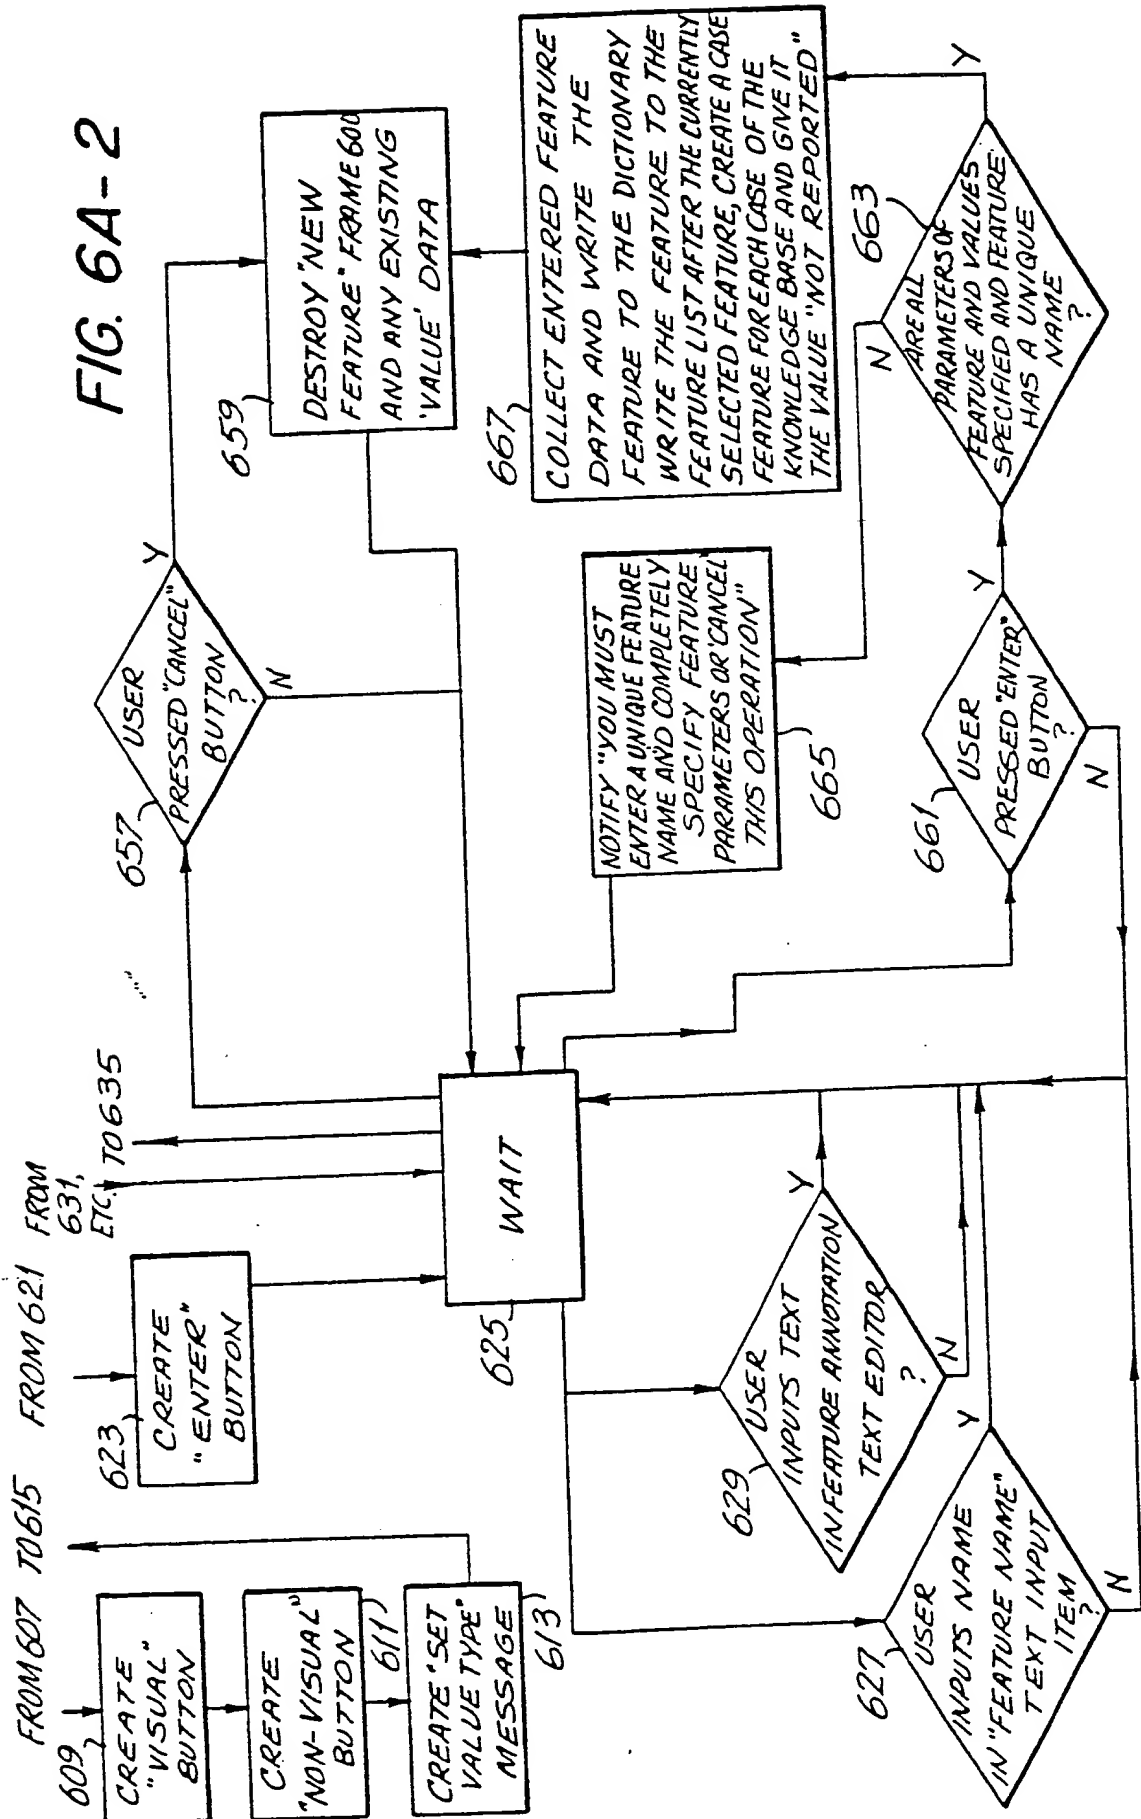 FIG. 6A-2
FROM 607
TO 615
FROM 621
FROM
631,
ETC.
TO 635
609
CREATE
"VISUAL"
BUTTON
CREATE
"NON-VISUAL"
BUTTON
611
CREATE "SET
VALUE TYPE"
MESSAGE
613
623
CREATE
"ENTER"
BUTTON
WAIT
625
627
USER
INPUTS NAME
IN "FEATURE NAME"
TEXT INPUT
ITEM
?
Y
N
629
USER
INPUTS TEXT
IN FEATURE ANNOTATION
TEXT EDITOR
?
Y
N
657
USER
PRESSED "CANCEL"
BUTTON
?
Y
N
659
DESTROY "NEW
FEATURE" FRAME 600
AND ANY EXISTING
'VALUE' DATA
661
USER
PRESSED "ENTER"
BUTTON
?
Y
N
663
ARE ALL
PARAMETERS OF
FEATURE AND VALUES
SPECIFIED AND FEATURE
HAS A UNIQUE
NAME
?
Y
N
665
NOTIFY "YOU MUST
ENTER A UNIQUE FEATURE
NAME AND COMPLETELY
SPECIFY FEATURE
PARAMETERS OR 'CANCEL'
THIS OPERATION"
667
COLLECT ENTERED FEATURE
DATA AND WRITE THE
FEATURE TO THE DICTIONARY
WRITE THE FEATURE TO THE
FEATURE LIST AFTER THE CURRENTLY
SELECTED FEATURE, CREATE A CASE
FEATURE FOR EACH CASE OF THE
KNOWLEDGE BASE AND GIVE IT
THE VALUE "NOT REPORTED"